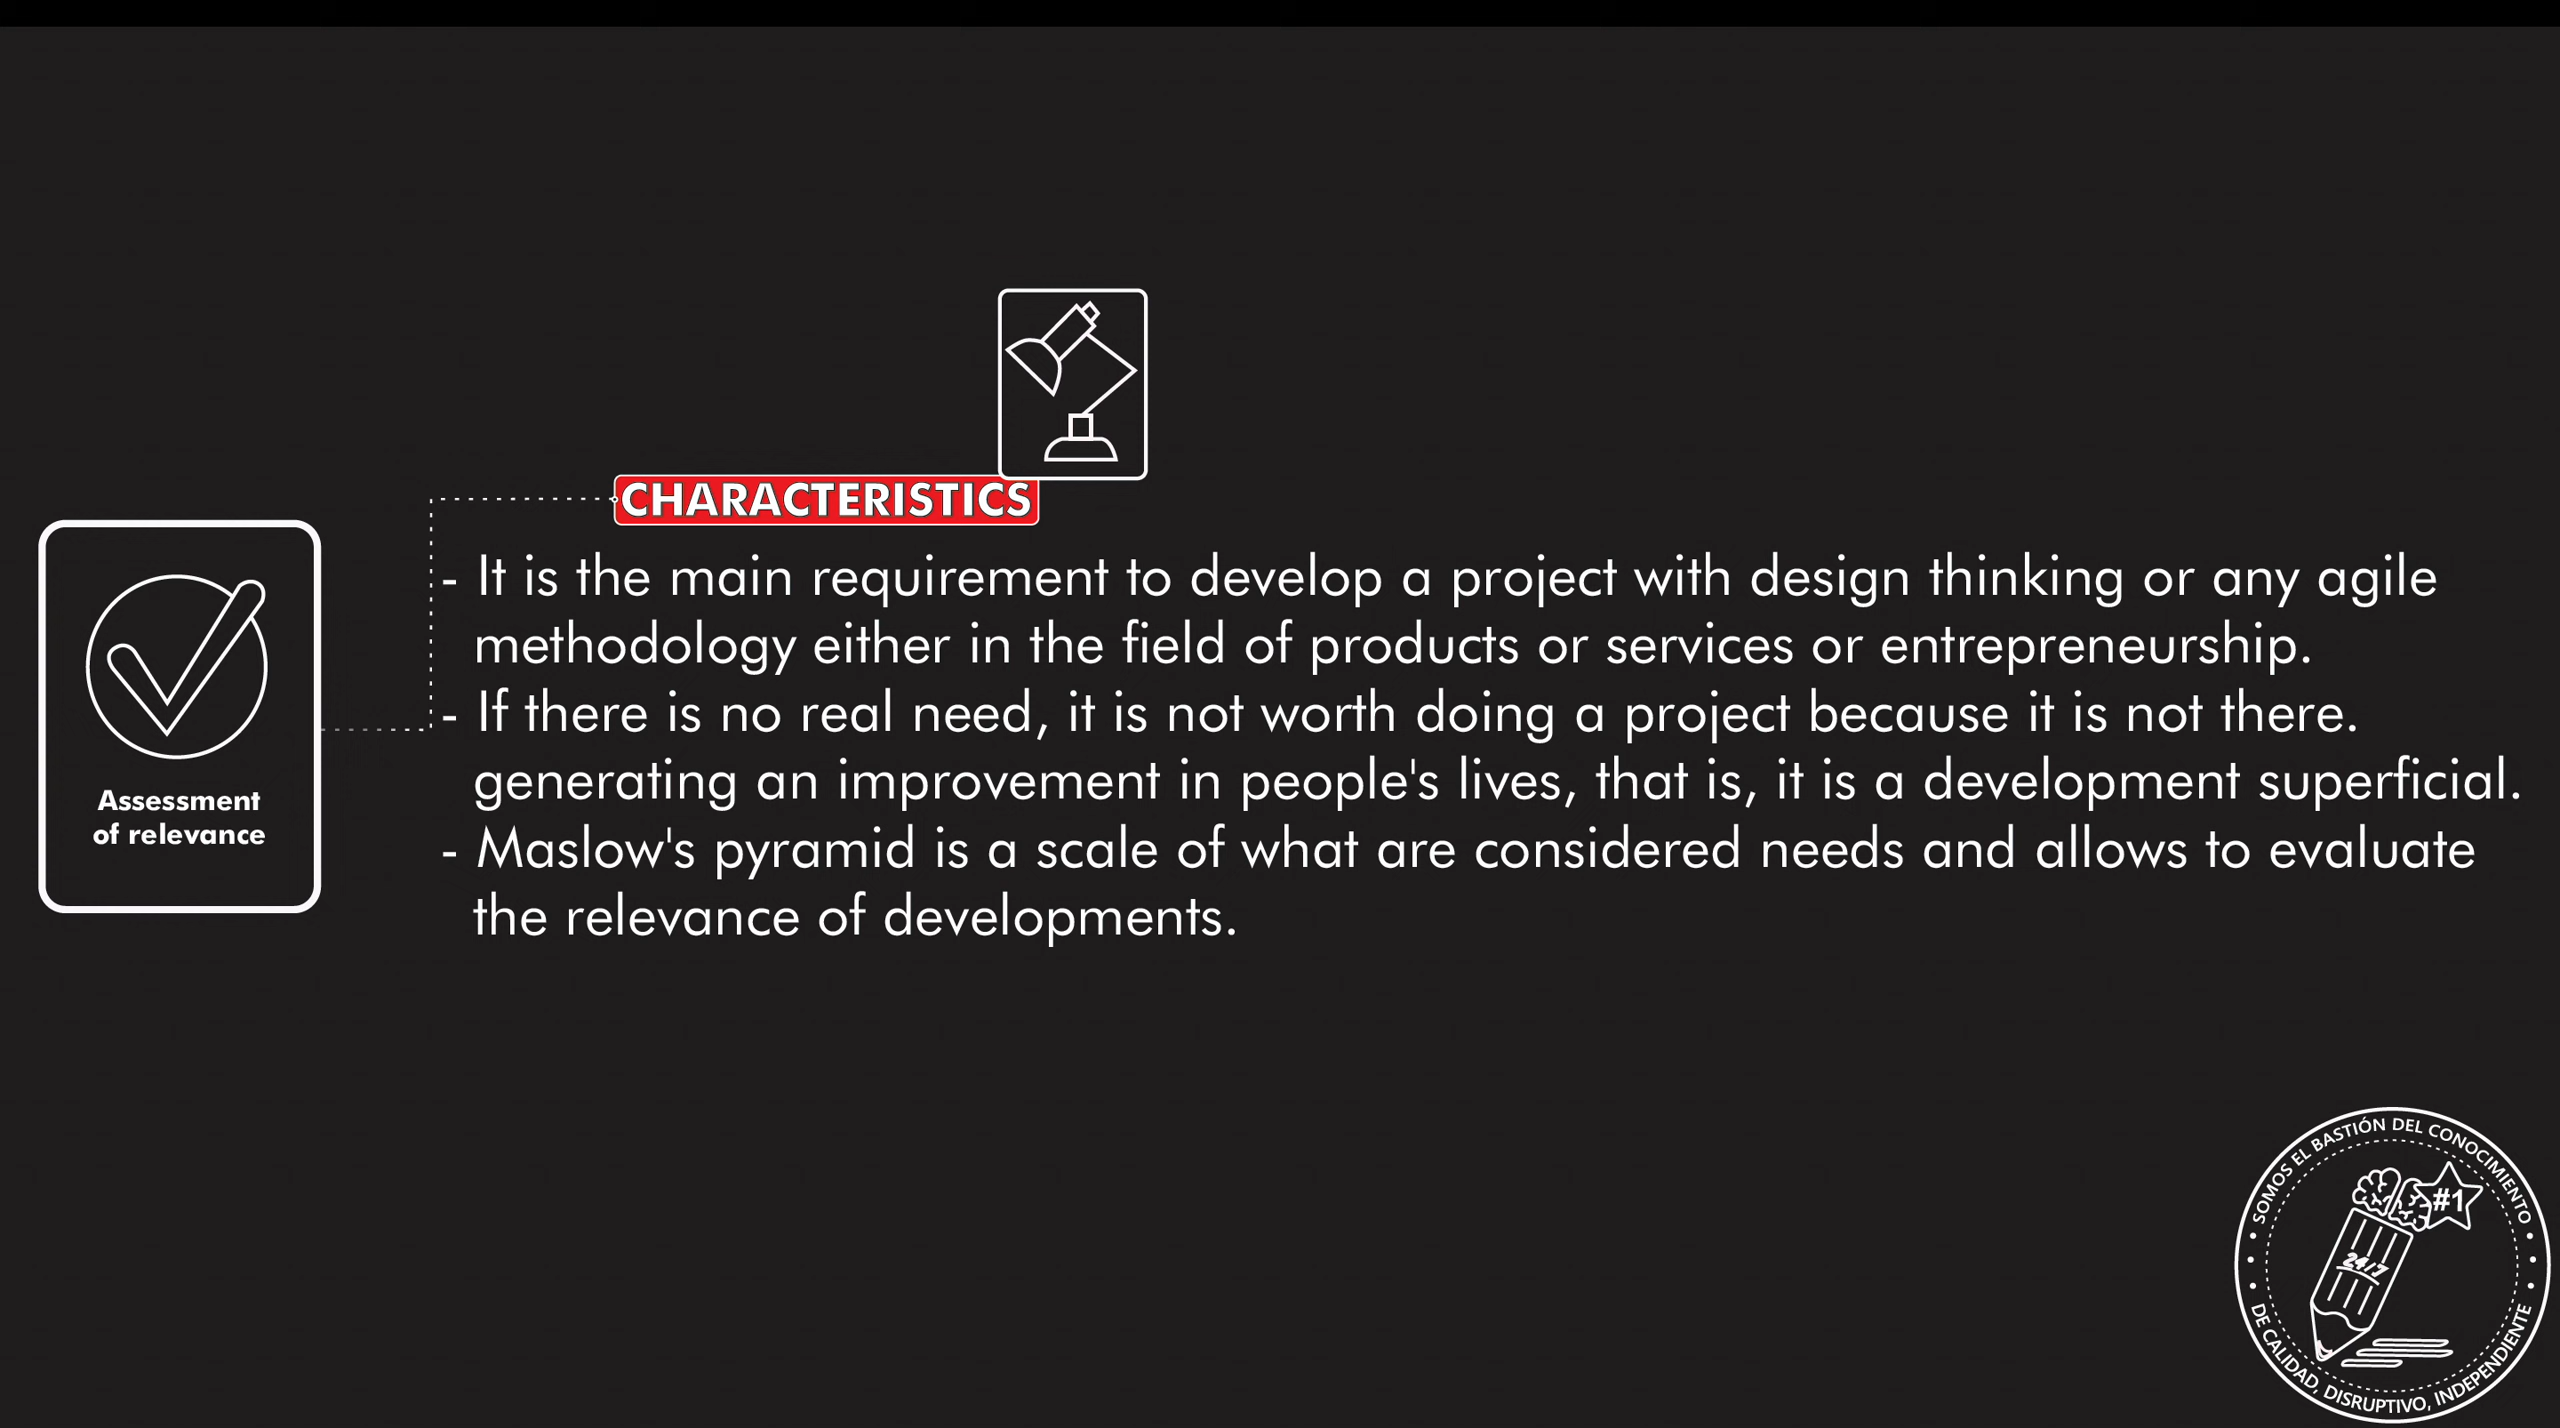 CHARACTERISTICS
- It is the main requirement to develop a project with design thinking or any agile
methodology either in the field of products or services or entrepreneurship.
- If there is no real need, it is not worth doing a project because it is not there.
generating an improvement in people's lives, that is, it is a development superficial.
- Maslow's pyramid is a scale of what are considered needs and allows to evaluate
the relevance of developments.
Assessment
of relevance
SOMOS EL BASTIÓN DEL CONOCIMIENTO
#1
24/7
DE CALIDAD, DISRUPTIVO, INDEPENDIENTE